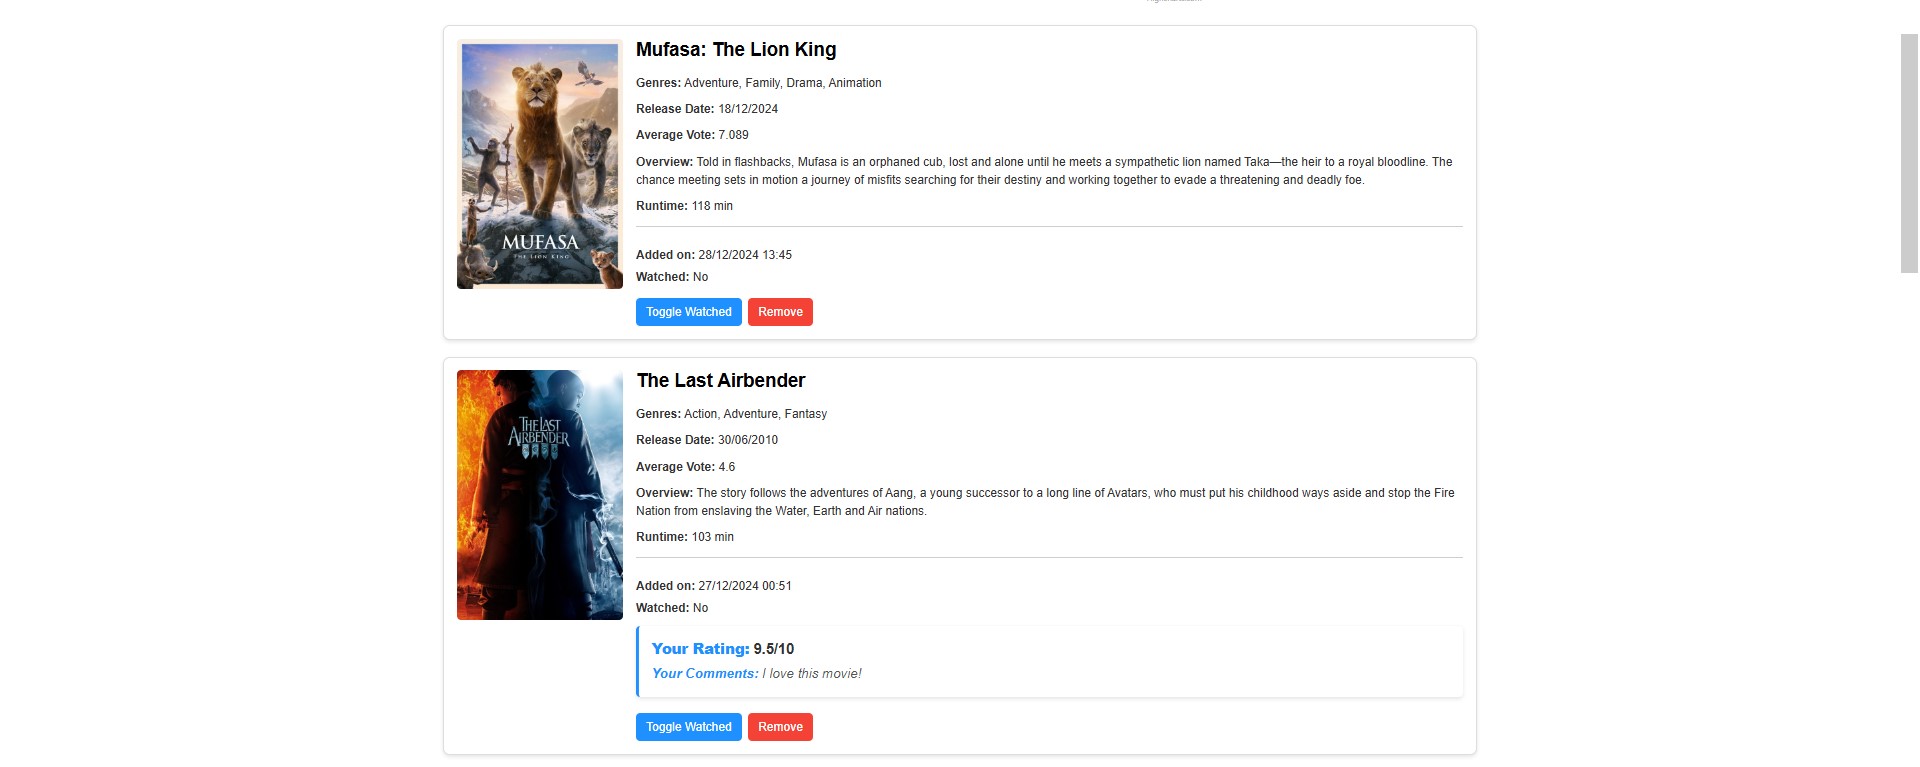 Mufasa: The Lion King
Genres: Adventure, Family, Drama, Animation
Release Date: 18/12/2024
Average Vote: 7.089
Overview: Told in flashbacks, Mufasa is an orphaned cub, lost and alone until he meets a sympathetic lion named Taka—the heir to a royal bloodline. The
chance meeting sets in motion a journey of misfits searching for their destiny and working together to evade a threatening and deadly foe.
Runtime: 118 min
MUFASA
THE LION KING
Added on: 28/12/2024 13:45
Watched: No
Toggle Watched Remove
The Last Airbender
Genres: Action, Adventure, Fantasy
Release Date: 30/06/2010
Average Vote: 4.6
Overview: The story follows the adventures of Aang, a young successor to a long line of Avatars, who must put his childhood ways aside and stop the Fire
Nation from enslaving the Water, Earth and Air nations.
Runtime: 103 min
THE LAST
AIRBENDER
Added on: 27/12/2024 00:51
Watched: No
Your Rating: 9.5/10
Your Comments: I love this movie!
Toggle Watched Remove